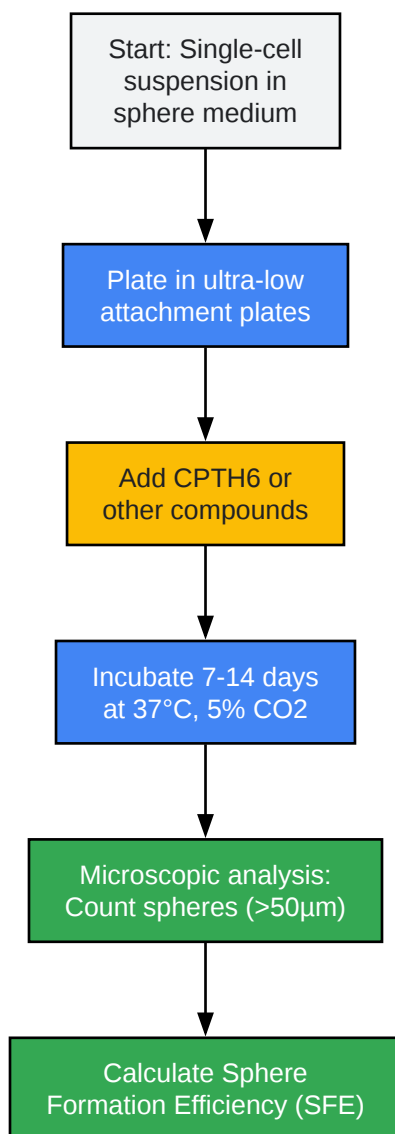 Start: Single-cell
suspension in
sphere medium
Plate in ultra-low
attachment plates
Add CPTH6 or
other compounds
Incubate 7-14 days
at 37°C, 5% CO2
Microscopic analysis:
Count spheres (>50µm)
Calculate Sphere
Formation Efficiency (SFE)